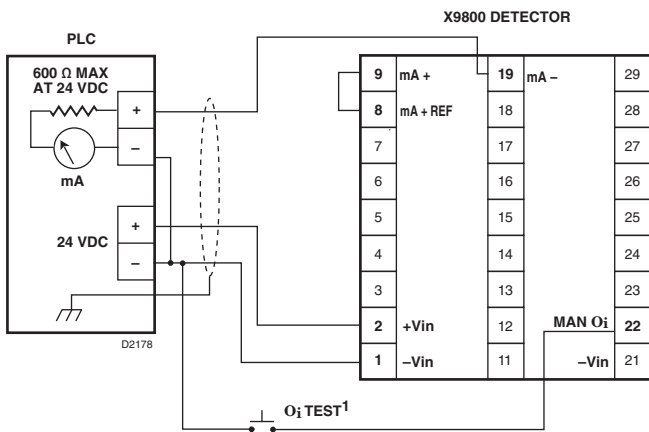 X9800 DETECTOR
PLC
600 Ω MAX
AT 24 VDC
+
–
mA
24 VDC
+
–
D2178
9 mA + 19 mA – 29
8 mA + REF 18 28
7 17 27
6 16 26
5 15 25
4 14 24
3 13 23
2 +Vin 12 MAN Oi 22
1 –Vin 11 –Vin 21
Oi TEST1